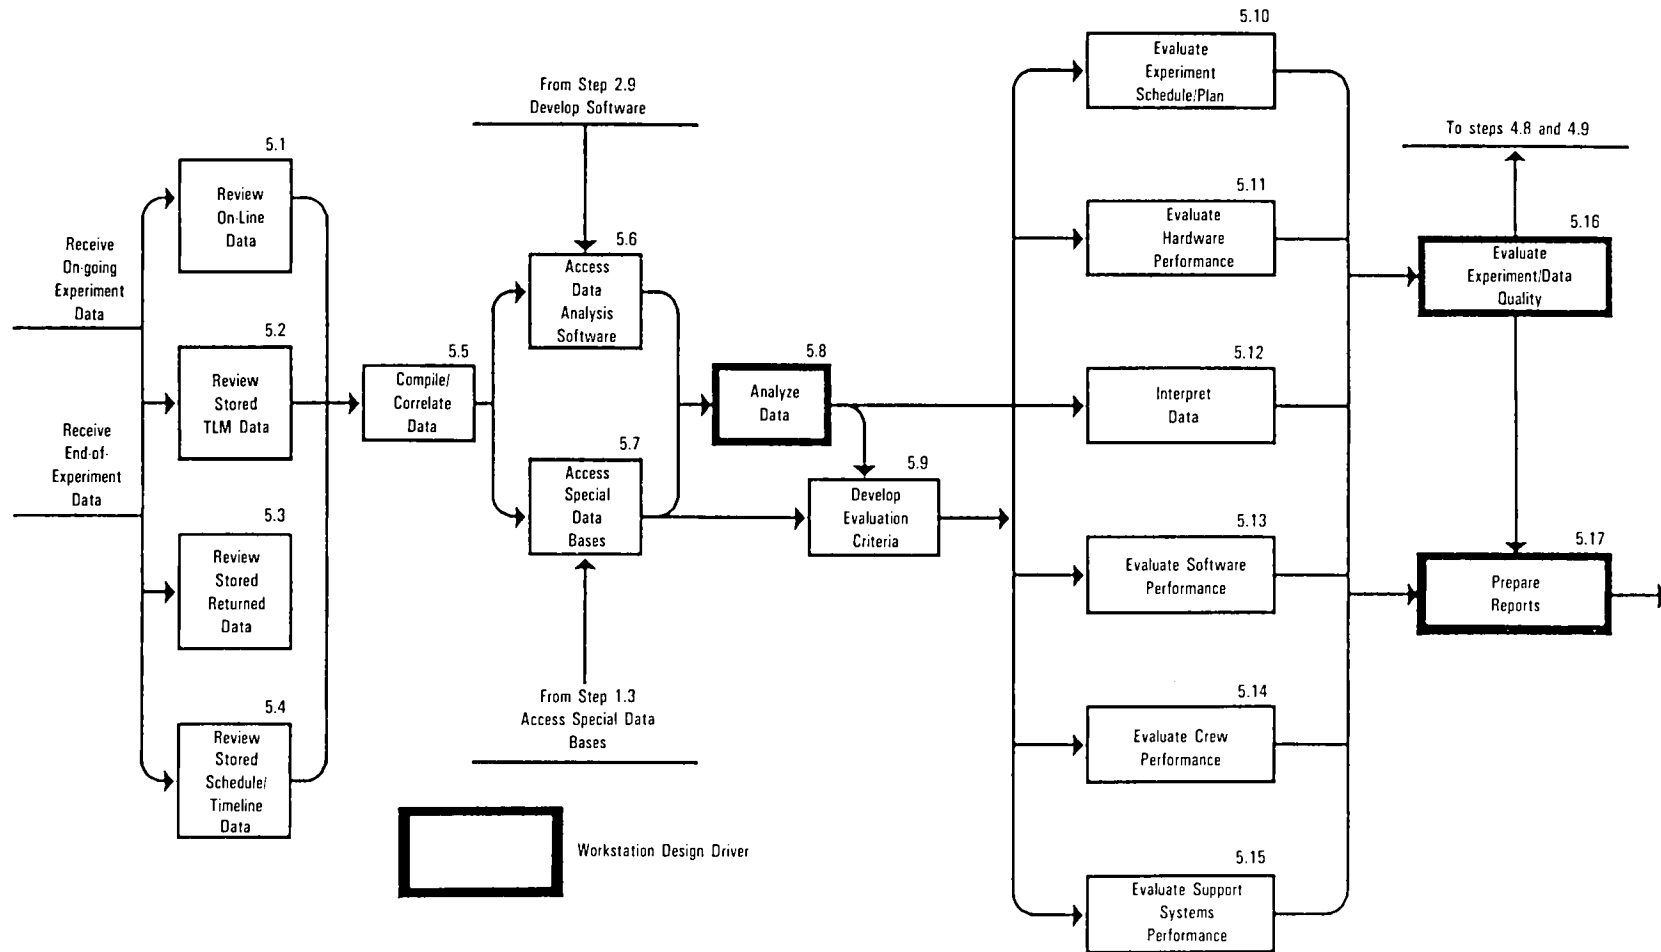 5.10
Evaluate
Experiment
Schedule/Plan
From Step 2.9
Develop Software
To steps 4.8 and 4.9
5.1
Review
On-Line
Data
5.11
Evaluate
Hardware
Performance
5.16
Evaluate
Experiment/Data
Quality
Receive
On-going
Experiment
Data
5.6
Access
Data
Analysis
Software
5.2
Review
Stored
TLM Data
5.5
Compile/
Correlate
Data
5.8
Analyze
Data
5.12
Interpret
Data
Receive
End-of-
Experiment
Data
5.7
Access
Special
Data
Bases
5.9
Develop
Evaluation
Criteria
5.3
Review
Stored
Returned
Data
5.13
Evaluate Software
Performance
5.17
Prepare
Reports
From Step 1.3
Access Special Data
Bases
5.4
Review
Stored
Schedule/
Timeline
Data
5.14
Evaluate Crew
Performance
Workstation Design Driver
5.15
Evaluate Support
Systems
Performance